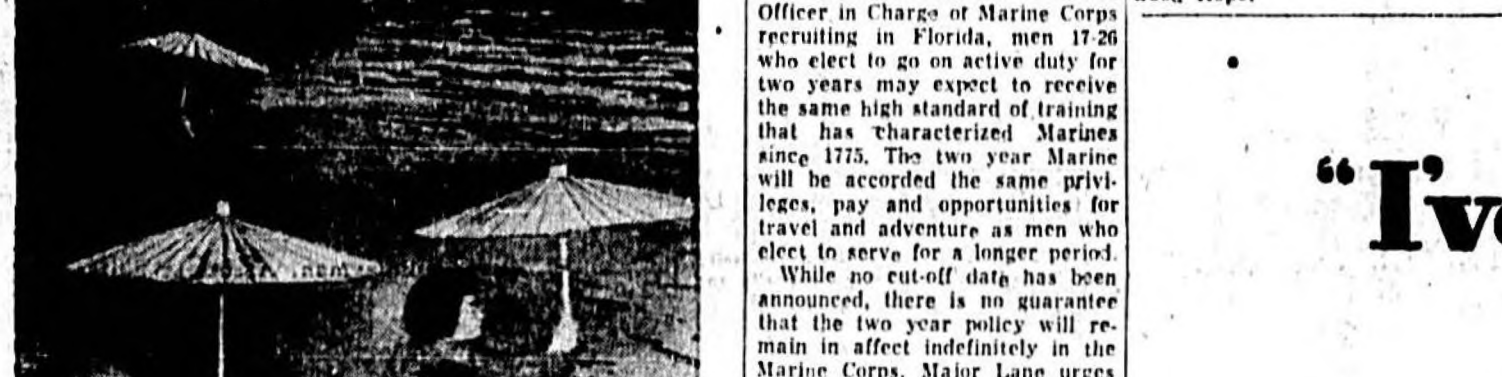 Officer in Charge of Marine Corps
recruiting in Florida, men 17-26
who elect to go on active duty for
two years may expect to receive
the same high standard of training
that has characterized Marines
since 1775. The two year Marine
will be accorded the same privi-
leges, pay and opportunities for
travel and adventure as men who
elect to serve for a longer period.
While no cut-off date has been
announced, there is no guarantee
that the two year policy will re-
main in affect indefinitely in the
Marine Corps. Major Lane urges
"I've